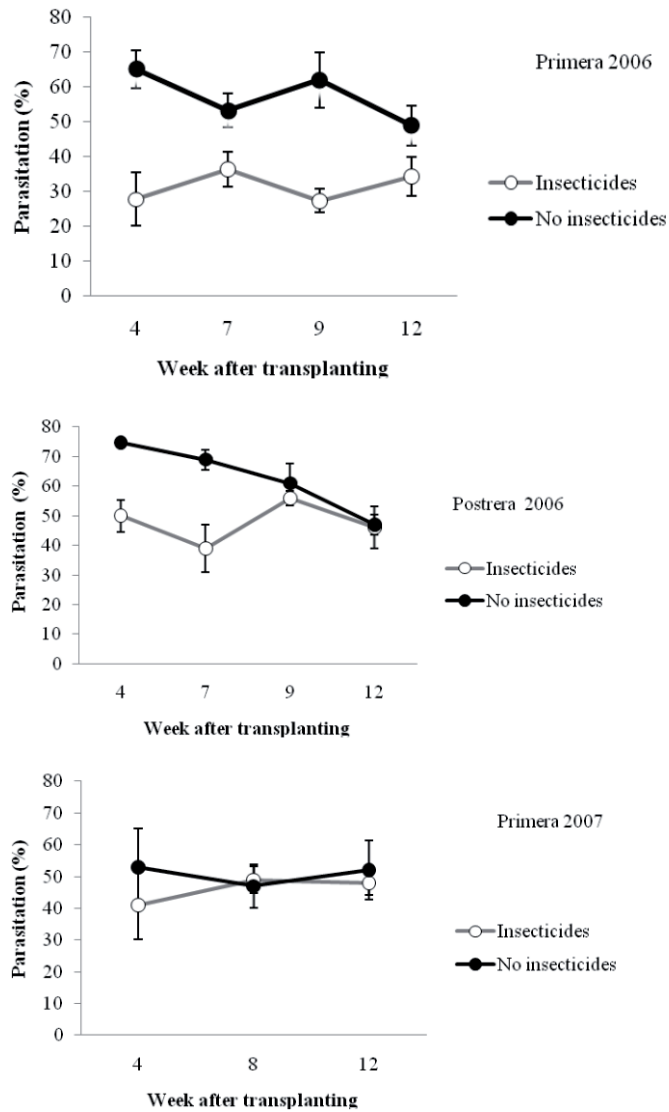 80
70
60
50
40
30
20
10
0
Parasitation (%)
4 7 9 12
Week after transplanting
Primera 2006
Insecticides
No insecticides
80
70
60
50
40
30
20
10
0
Parasitation (%)
4 7 9 12
Week after transplanting
Postrera 2006
Insecticides
No insecticides
80
70
60
50
40
30
20
10
0
Parasitation (%)
4 8 12
Week after transplanting
Primera 2007
Insecticides
No insecticides